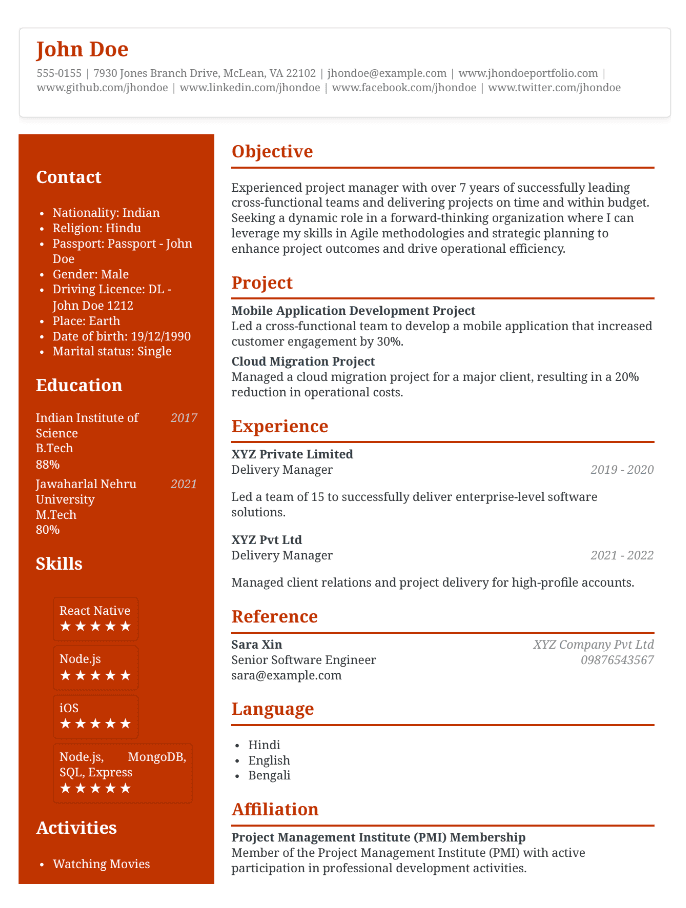 John Doe
555-0155 | 7930 Jones Branch Drive, McLean, VA 22102 | jhondoe@example.com | www.jhondoeportfolio.com |
www.github.com/jhondoe | www.linkedin.com/jhondoe | www.facebook.com/jhondoe | www.twitter.com/jhondoe
Contact
• Nationality: Indian
• Religion: Hindu
• Passport: Passport - John
Doe
• Gender: Male
• Driving Licence: DL -
John Doe 1212
• Place: Earth
• Date of birth: 19/12/1990
• Marital status: Single
Education
Indian Institute of 2017
Science
B.Tech
88%
Jawaharlal Nehru 2021
University
M.Tech
80%
Skills
React Native
★★★★★
Node.js
★★★★★
iOS
★★★★★
Node.js, MongoDB,
SQL, Express
★★★★★
Activities
• Watching Movies
Objective
Experienced project manager with over 7 years of successfully leading
cross-functional teams and delivering projects on time and within budget.
Seeking a dynamic role in a forward-thinking organization where I can
leverage my skills in Agile methodologies and strategic planning to
enhance project outcomes and drive operational efficiency.
Project
Mobile Application Development Project
Led a cross-functional team to develop a mobile application that increased
customer engagement by 30%.
Cloud Migration Project
Managed a cloud migration project for a major client, resulting in a 20%
reduction in operational costs.
Experience
XYZ Private Limited
Delivery Manager 2019 - 2020
Led a team of 15 to successfully deliver enterprise-level software
solutions.
XYZ Pvt Ltd
Delivery Manager 2021 - 2022
Managed client relations and project delivery for high-profile accounts.
Reference
Sara Xin XYZ Company Pvt Ltd
Senior Software Engineer 09876543567
sara@example.com
Language
• Hindi
• English
• Bengali
Affiliation
Project Management Institute (PMI) Membership
Member of the Project Management Institute (PMI) with active
participation in professional development activities.